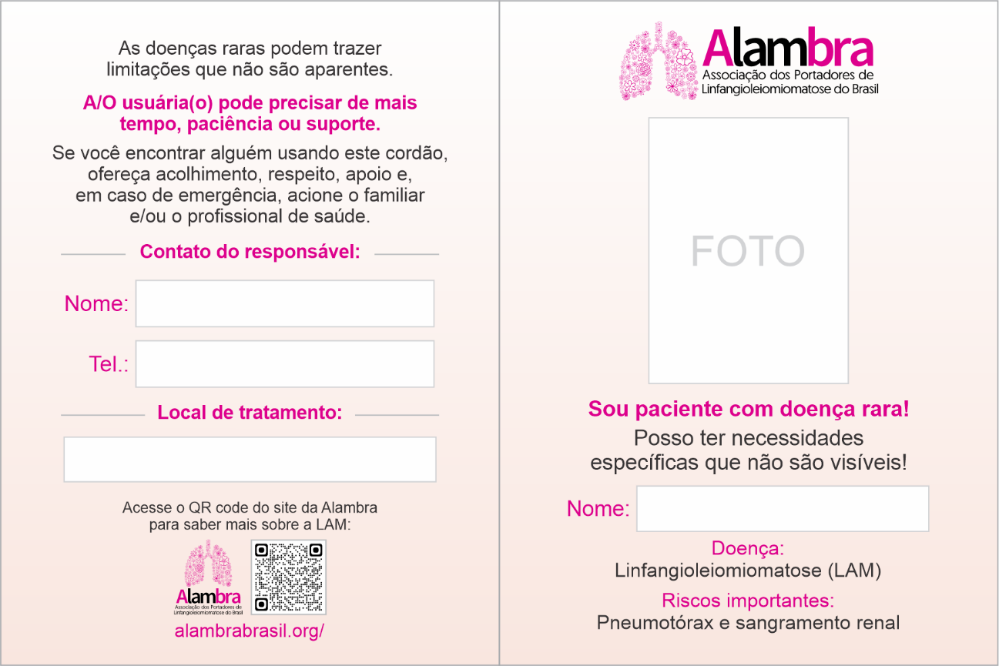 As doenças raras podem trazer
limitações que não são aparentes.
A/O usuária(o) pode precisar de mais
tempo, paciência ou suporte.
Se você encontrar alguém usando este cordão,
ofereça acolhimento, respeito, apoio e,
em caso de emergência, acione o familiar
e/ou o profissional de saúde.
Contato do responsável:
Nome:
Tel.:
Local de tratamento:
Acesse o QR code do site da Alambra
para saber mais sobre a LAM:
Alambra
Associação dos Portadores de
Linfangioleiomiomatose do Brasil
alambrabrasil.org/
Alambra
Associação dos Portadores de
Linfangioleiomiomatose do Brasil
FOTO
Sou paciente com doença rara!
Posso ter necessidades
específicas que não são visíveis!
Nome:
Doença:
Linfangioleiomiomatose (LAM)
Riscos importantes:
Pneumotórax e sangramento renal